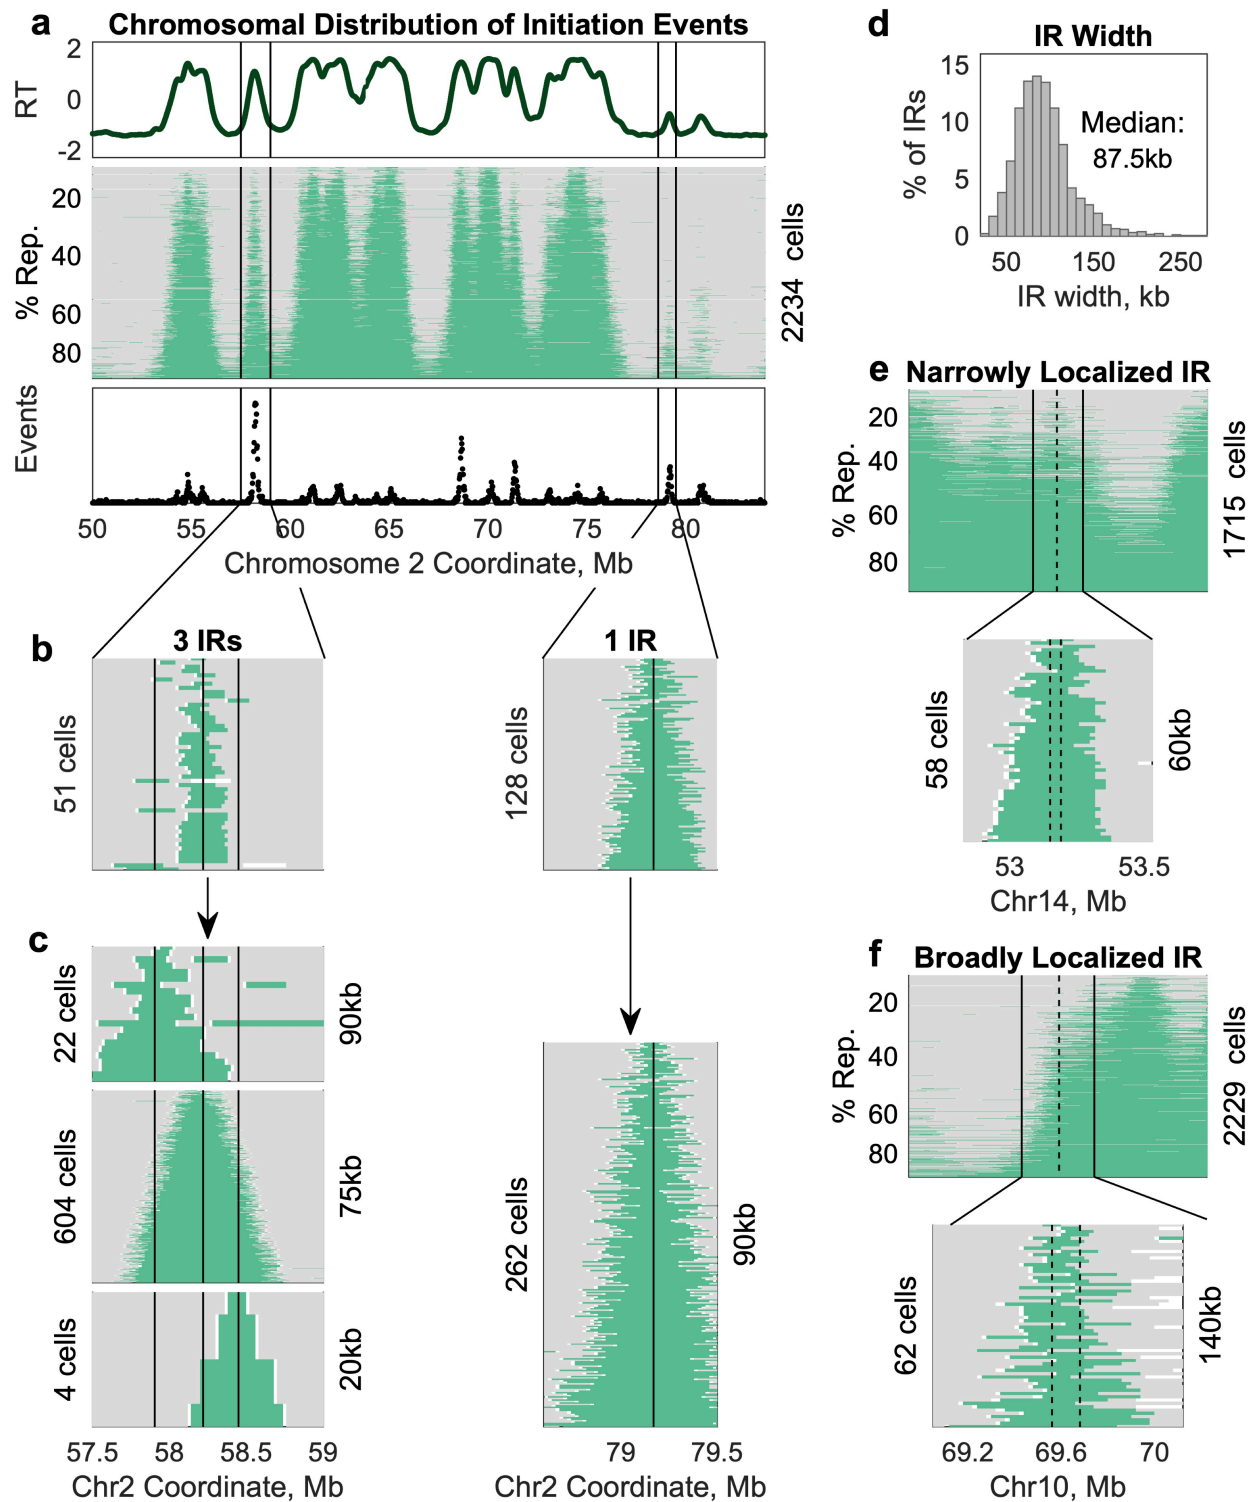 a Chromosomal Distribution of Initiation Events
RT
2
0
-2
% Rep.
20
40
60
80
2234 cells
Events
50 55 60 65 70 75 80
Chromosome 2 Coordinate, Mb
b
3 IRs
51 cells
1 IR
128 cells
c
22 cells
90kb
604 cells
75kb
4 cells
20kb
57.5 58 58.5 59
Chr2 Coordinate, Mb
262 cells
90kb
79 79.5
Chr2 Coordinate, Mb
d
IR Width
% of IRs
15
10
5
0
Median:
87.5kb
50 150 250
IR width, kb
e Narrowly Localized IR
% Rep.
20
40
60
80
1715 cells
58 cells
60kb
53 53.5
Chr14, Mb
f Broadly Localized IR
% Rep.
20
40
60
80
2229 cells
62 cells
140kb
69.2 69.6 70
Chr10, Mb